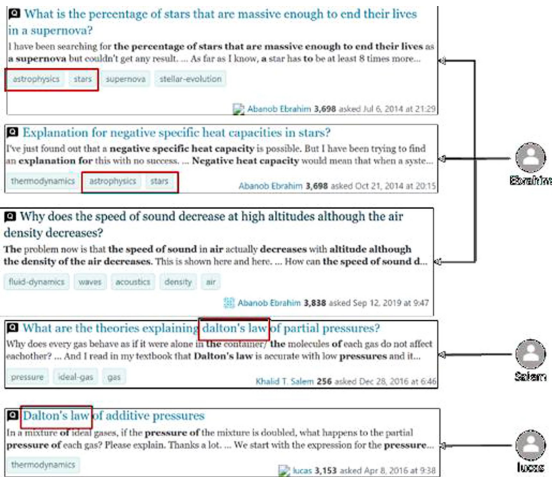 Q What is the percentage of stars that are massive enough to end their lives
in a supernova?
I have been searching for the percentage of stars that are massive enough to end their lives as
a supernova but couldn't get any result. ... As far as I know, a star has to be at least 8 times more...
astrophysics stars supernova stellar-evolution
Abanob Ebrahim 3,698 asked Jul 6, 2014 at 21:29
Q Explanation for negative specific heat capacities in stars?
I've just found out that a negative specific heat capacity is possible. But I have been trying to find
an explanation for this with no success. ... Negative heat capacity would mean that when a syste...
thermodynamics astrophysics stars
Abanob Ebrahim 3,698 asked Oct 21, 2014 at 20:15
Ebrahim
Q Why does the speed of sound decrease at high altitudes although the air
density decreases?
The problem now is that the speed of sound in air actually decreases with altitude although
the density of the air decreases. This is shown here and here. ... How can the speed of sound d...
fluid-dynamics waves acoustics density air
Abanob Ebrahim 3,838 asked Sep 12, 2019 at 9:47
Q What are the theories explaining dalton's law of partial pressures?
Why does every gas behave as if it were alone in the container/ the molecules of each gas do not affect
eachother? ... And I read in my textbook that Dalton's law is accurate with low pressures and it...
pressure ideal-gas gas
Khalid T. Salem 256 asked Dec 28, 2016 at 6:46
Salem
Q Dalton's law of additive pressures
In a mixture of ideal gases, if the pressure of the mixture is doubled, what happens to the partial
pressure of each gas? Please explain. Thanks a lot. ... We start with the expression for the pressure...
thermodynamics
lucas 3,153 asked Apr 8, 2016 at 9:38
lucas